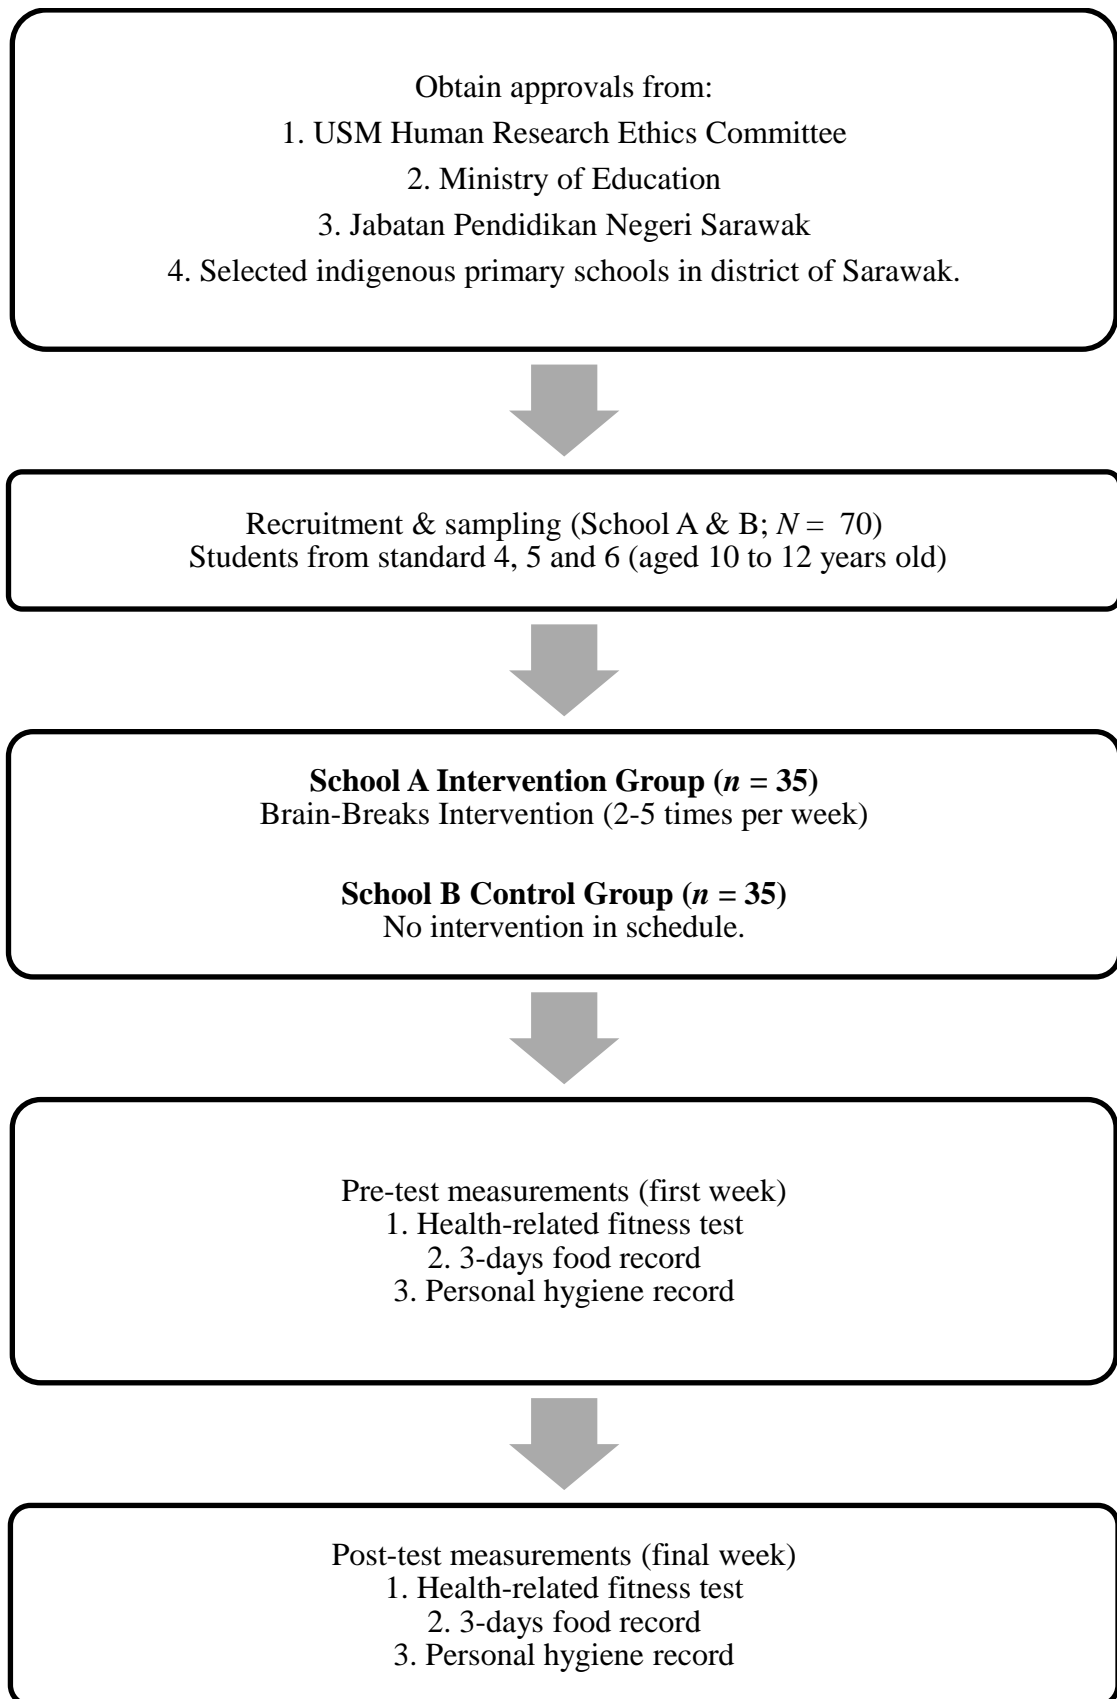 Obtain approvals from:
1. USM Human Research Ethics Committee
2. Ministry of Education
3. Jabatan Pendidikan Negeri Sarawak
4. Selected indigenous primary schools in district of Sarawak.
Recruitment & sampling (School A & B; N = 70)
Students from standard 4, 5 and 6 (aged 10 to 12 years old)
School A Intervention Group (n = 35)
Brain-Breaks Intervention (2-5 times per week)
School B Control Group (n = 35)
No intervention in schedule.
Pre-test measurements (first week)
1. Health-related fitness test
2. 3-days food record
3. Personal hygiene record
Post-test measurements (final week)
1. Health-related fitness test
2. 3-days food record
3. Personal hygiene record